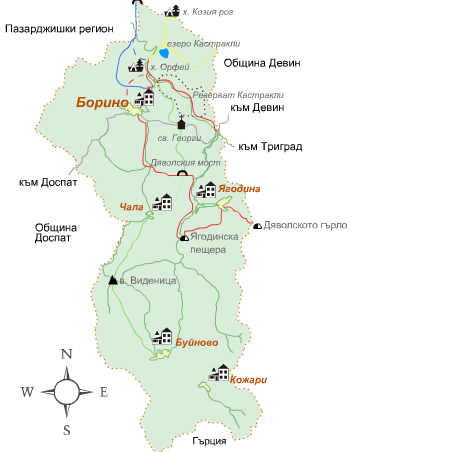 х. Козия рог
Пазарджишки регион
езеро Кастракли
Община Девин
х. Орфей
Резерват Кастракли
Борино
към Девин
св. Георги
към Триград
Дяволския мост
към Доспат
Ягодина
Чала
Дяволското гърло
Община
Доспат
Ягодинска
пещера
в. Виденица
Буйново
Кожари
N
W
E
S
Гърция